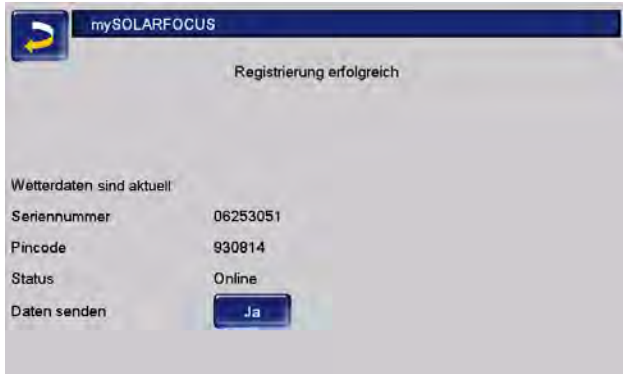 mySOLARFOCUS
Registrierung erfolgreich
Wetterdaten sind aktuell
Seriennummer 06253051
Pincode 930814
Status Online
Daten senden Ja